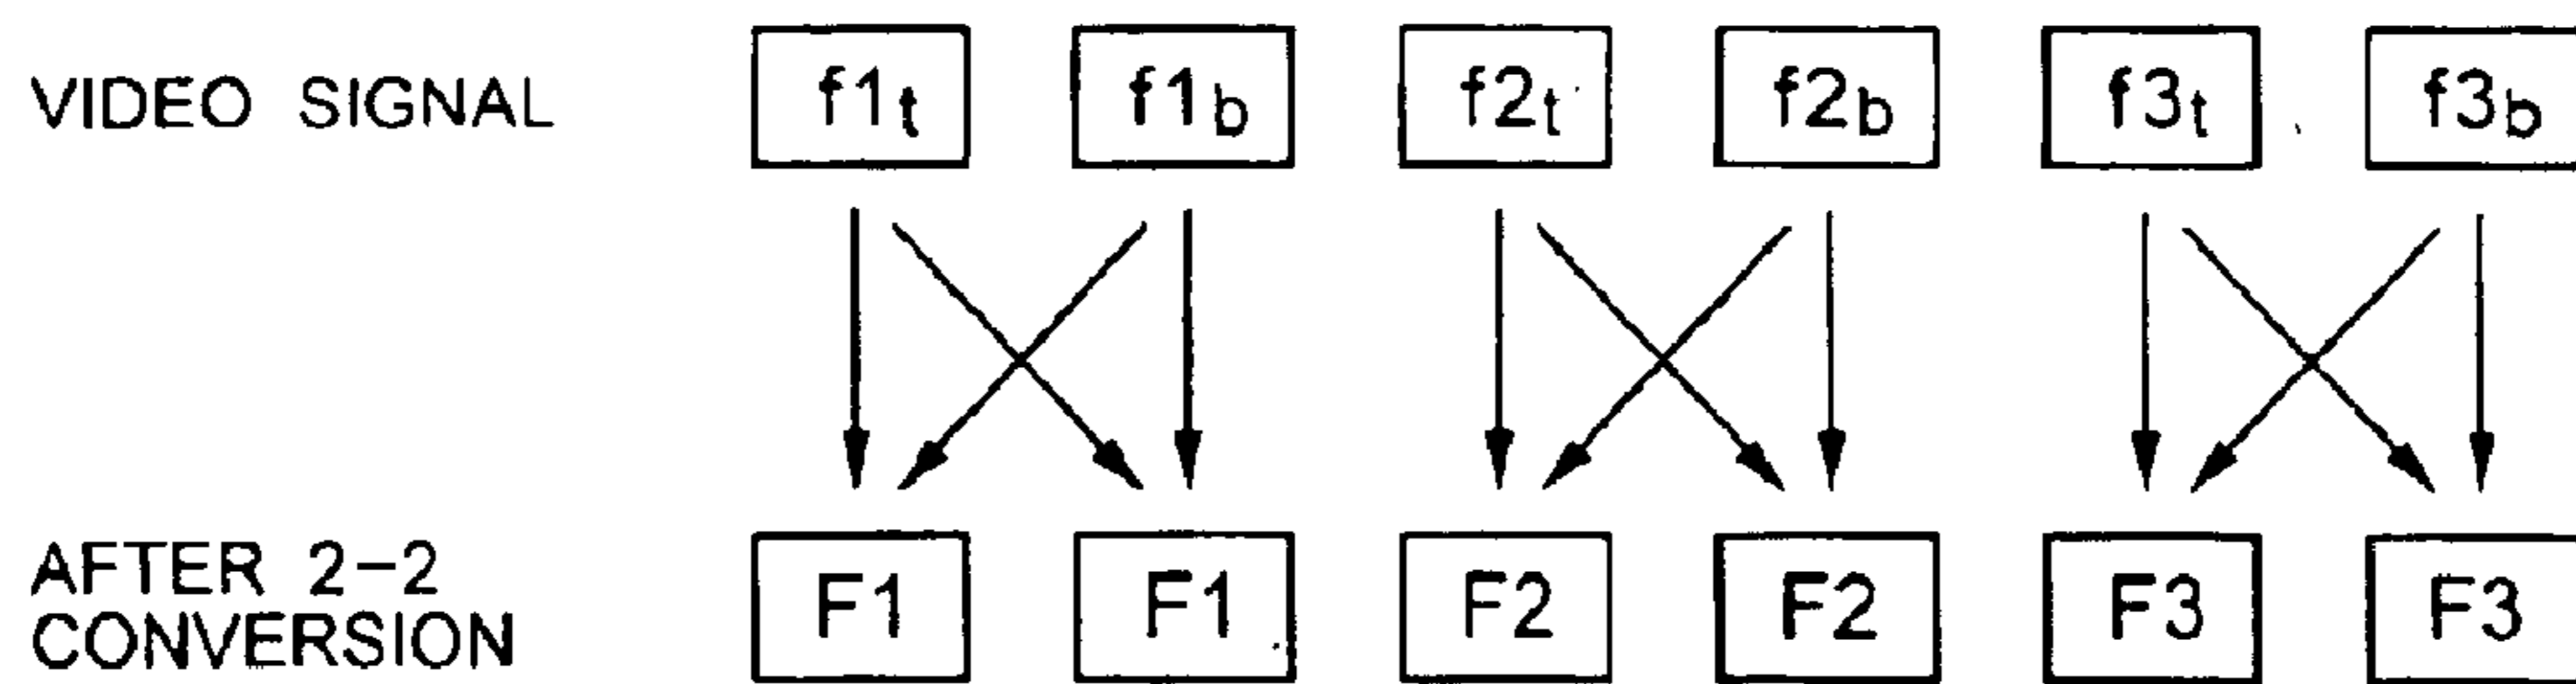 VIDEO SIGNAL f1t f1b f2t f2b f3t f3b
AFTER 2-2
CONVERSION
F1 F1 F2 F2 F3 F3